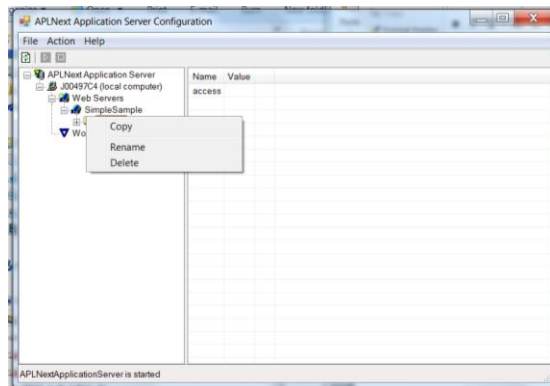 APLNext Application Server Configuration
File Action Help
APLNext Application Server
J00497C4 (local computer)
Web Servers
SimpleSample
Wo
Copy
Rename
Delete
Name Value
access
APLNextApplicationServer is started